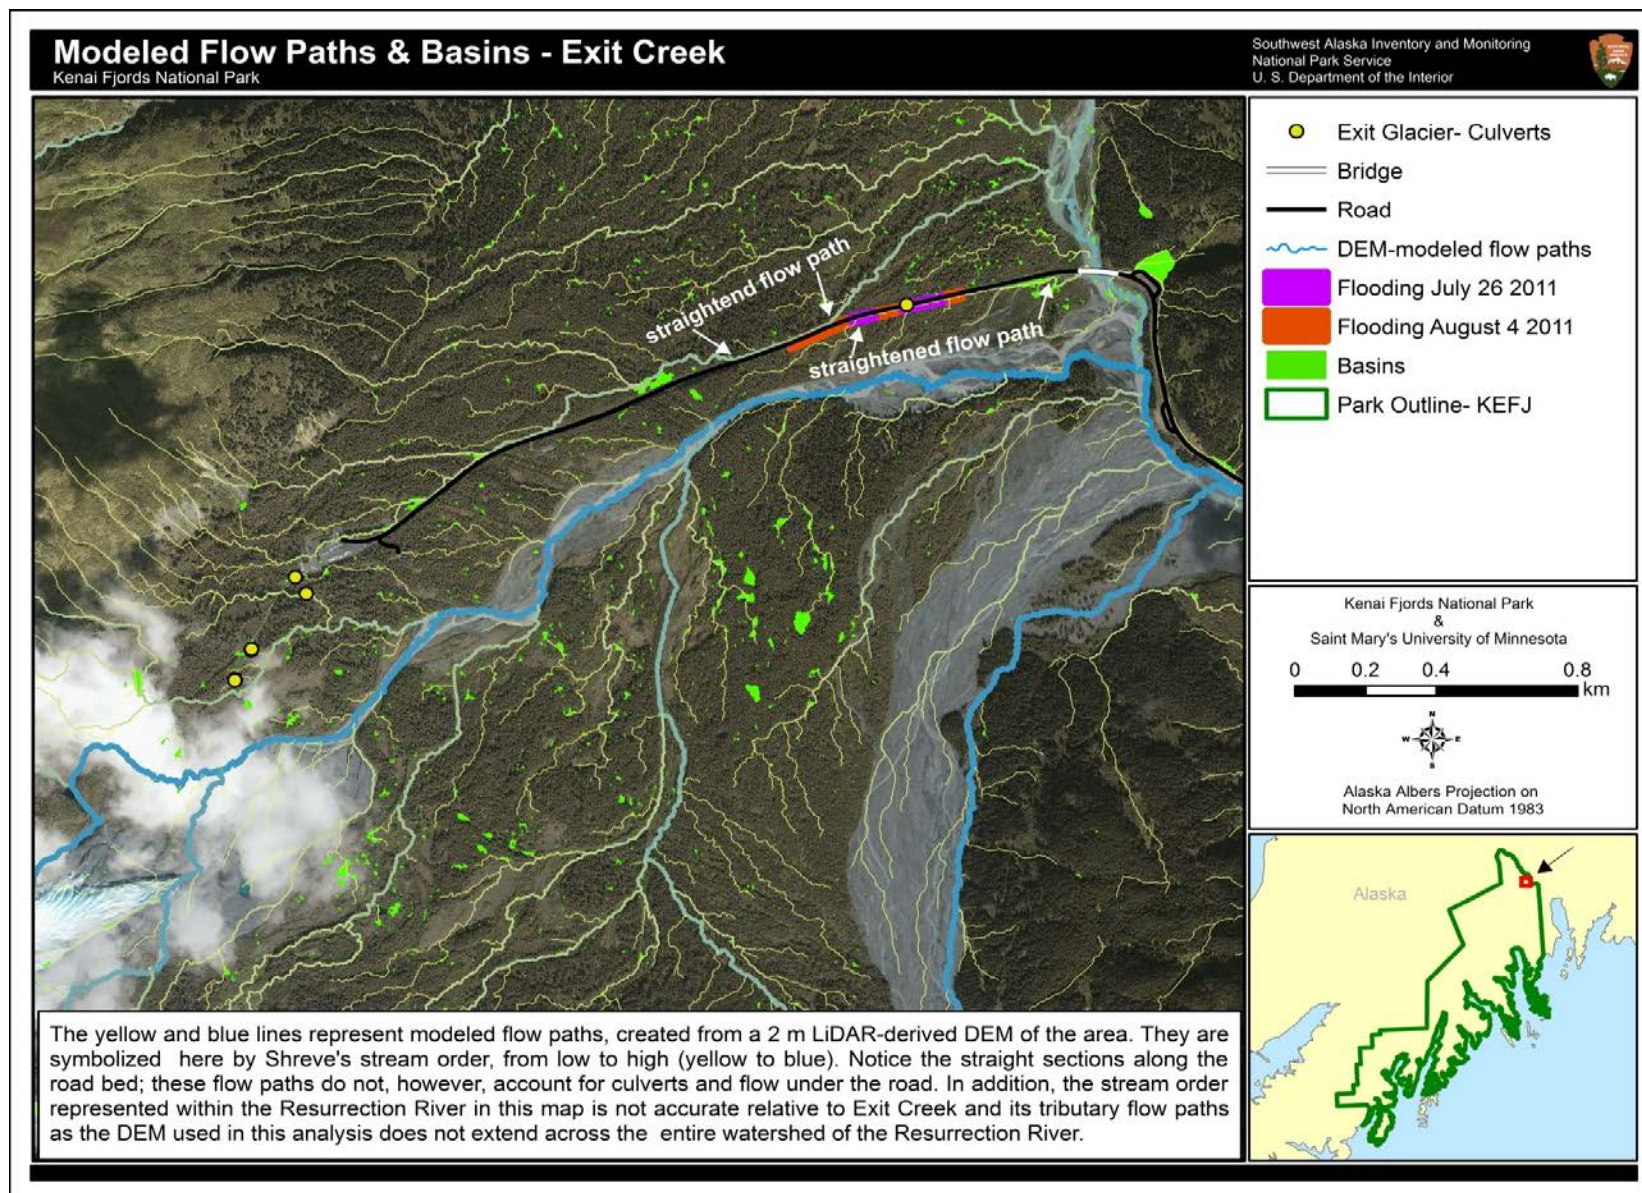 Modeled Flow Paths & Basins - Exit Creek
Kenai Fjords National Park
Southwest Alaska Inventory and Monitoring
National Park Service
U. S. Department of the Interior
straightend flow path
straightened flow path
Exit Glacier- Culverts
Bridge
Road
DEM-modeled flow paths
Flooding July 26 2011
Flooding August 4 2011
Basins
Park Outline- KEFJ
Kenai Fjords National Park
&
Saint Mary's University of Minnesota
0 0.2 0.4 0.8
km
N
W E
S
Alaska Albers Projection on
North American Datum 1983
Alaska
The yellow and blue lines represent modeled flow paths, created from a 2 m LiDAR-derived DEM of the area. They are
symbolized here by Shreve's stream order, from low to high (yellow to blue). Notice the straight sections along the
road bed; these flow paths do not, however, account for culverts and flow under the road. In addition, the stream order
represented within the Resurrection River in this map is not accurate relative to Exit Creek and its tributary flow paths
as the DEM used in this analysis does not extend across the entire watershed of the Resurrection River.